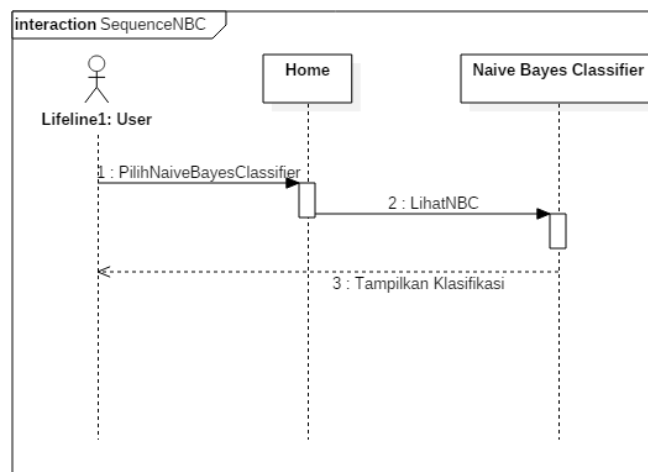 interaction SequenceNBC
Lifeline1: User
Home
Naive Bayes Classifier
1 : PilihNaiveBayesClassifier
2 : LihatNBC
3 : Tampilkan Klasifikasi